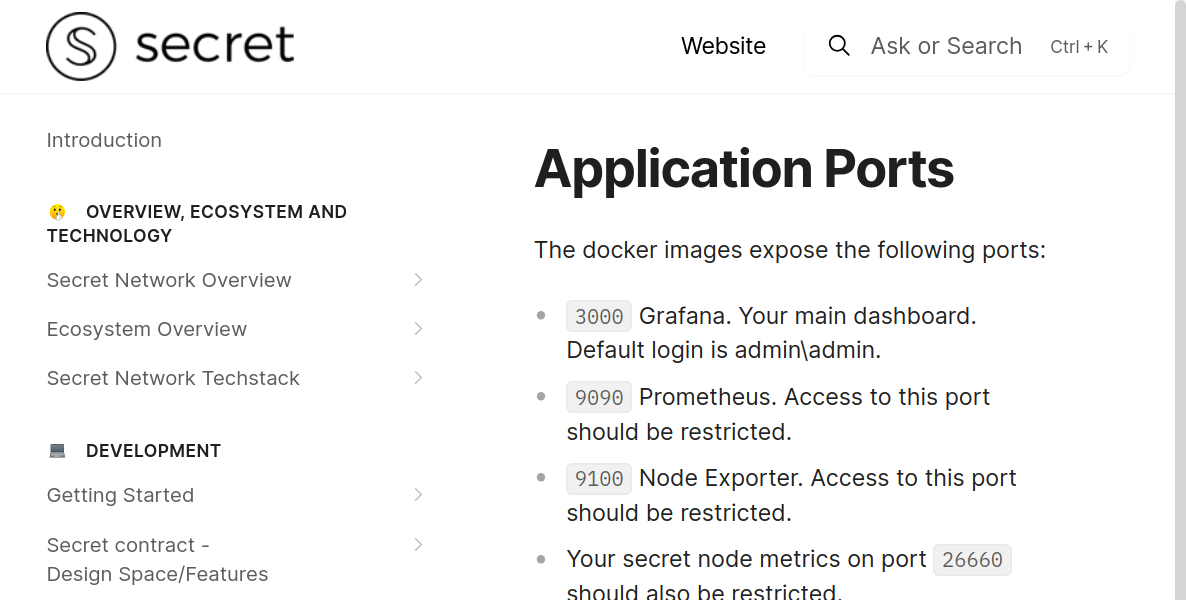 secret
Website
Ask or Search
Ctrl + K
Introduction
OVERVIEW, ECOSYSTEM AND
TECHNOLOGY
Secret Network Overview
Ecosystem Overview
Secret Network Techstack
DEVELOPMENT
Getting Started
Secret contract -
Design Space/Features
Application Ports
The docker images expose the following ports:
3000 Grafana. Your main dashboard.
Default login is admin\admin.
9090 Prometheus. Access to this port
should be restricted.
9100 Node Exporter. Access to this port
should be restricted.
Your secret node metrics on port 26660
should also be restricted.